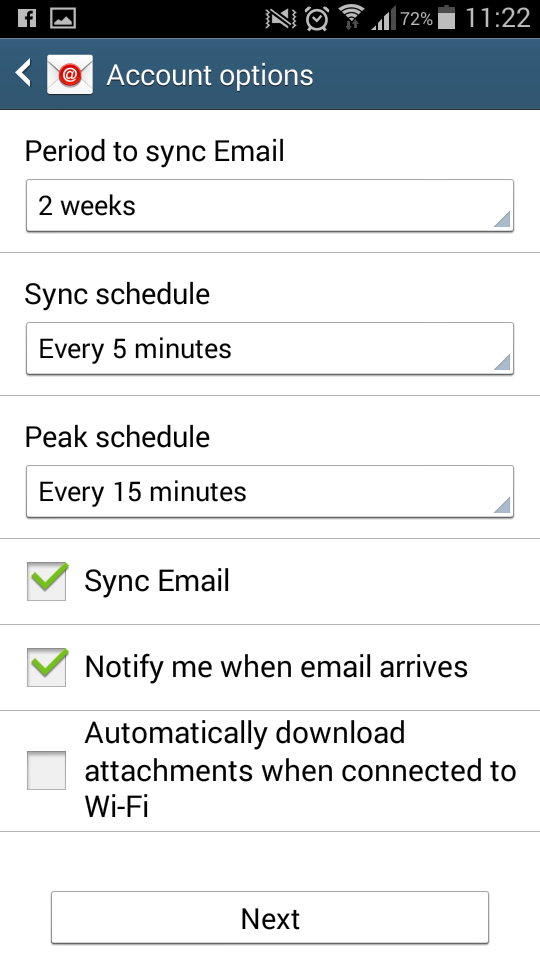 72% 11:22
Account options
Period to sync Email
2 weeks
Sync schedule
Every 5 minutes
Peak schedule
Every 15 minutes
Sync Email
Notify me when email arrives
Automatically download
attachments when connected to
Wi-Fi
Next